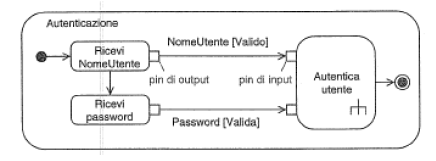 Autenticazione
Ricevi
NomeUtente
NomeUtente [Valido]
pin di output
pin di input
Autentica
utente
Ricevi
password
Password [Valida]